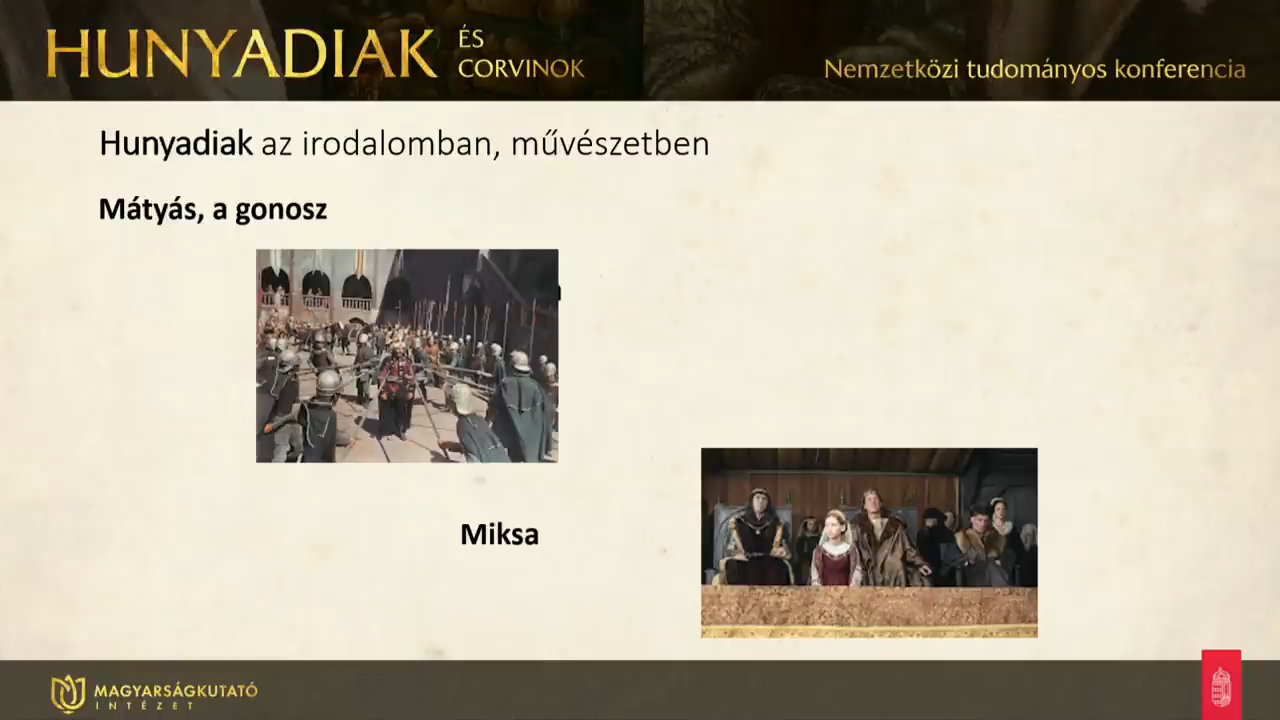 HUNYADIAK
ÉS
CORVINOK
Nemzetközi tudományos konferencia
Hunyadiak az irodalomban, művészetben
Mátyás, a gonosz
Miksa
MAGYARSÁGKUTATÓ
INTÉZET